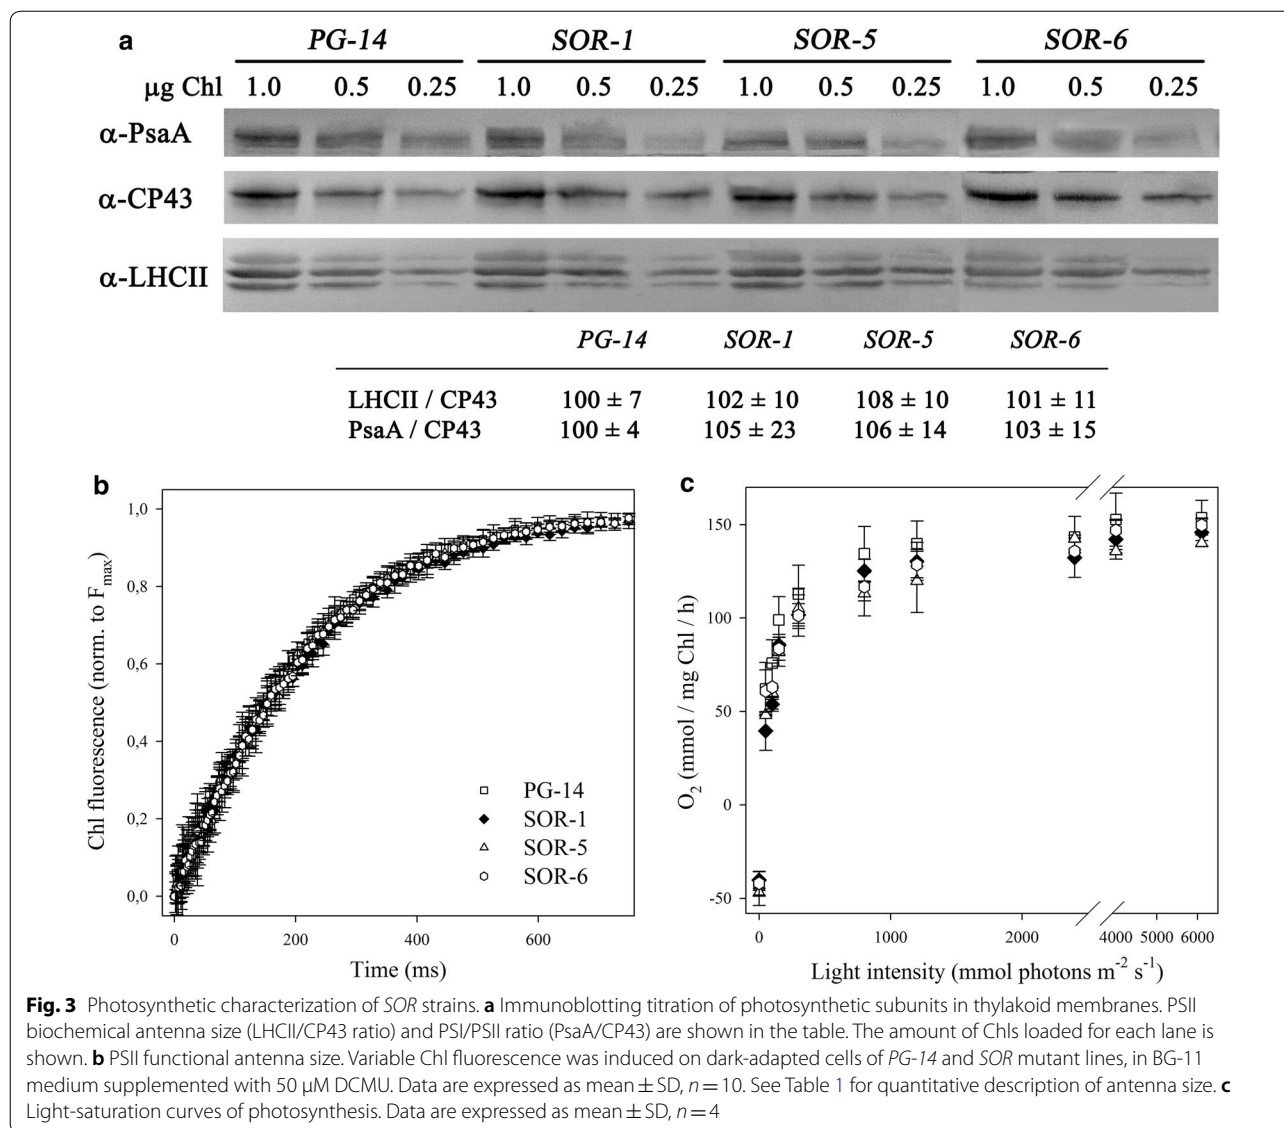 a
PG-14 SOR-1 SOR-5 SOR-6
µg Chl 1.0 0.5 0.25 1.0 0.5 0.25 1.0 0.5 0.25 1.0 0.5 0.25
α-PsaA
α-CP43
α-LHCII
PG-14 SOR-1 SOR-5 SOR-6
LHCII / CP43 100 ± 7 102 ± 10 108 ± 10 101 ± 11
PsaA / CP43 100 ± 4 105 ± 23 106 ± 14 103 ± 15
b
Chl fluorescence (norm. to Fmax)
1,0
0,8
0,6
0,4
0,2
0,0
PG-14
SOR-1
SOR-5
SOR-6
0 200 400 600
Time (ms)
c
O2 (mmol / mg Chl / h)
150
100
50
0
-50
0 1000 2000 4000 5000 6000
Light intensity (mmol photons m-2 s-1)
Fig. 3 Photosynthetic characterization of SOR strains. a Immunoblotting titration of photosynthetic subunits in thylakoid membranes. PSII
biochemical antenna size (LHCII/CP43 ratio) and PSI/PSII ratio (PsaA/CP43) are shown in the table. The amount of Chls loaded for each lane is
shown. b PSII functional antenna size. Variable Chl fluorescence was induced on dark-adapted cells of PG-14 and SOR mutant lines, in BG-11
medium supplemented with 50 µM DCMU. Data are expressed as mean ± SD, n = 10. See Table 1 for quantitative description of antenna size. c
Light-saturation curves of photosynthesis. Data are expressed as mean ± SD, n = 4